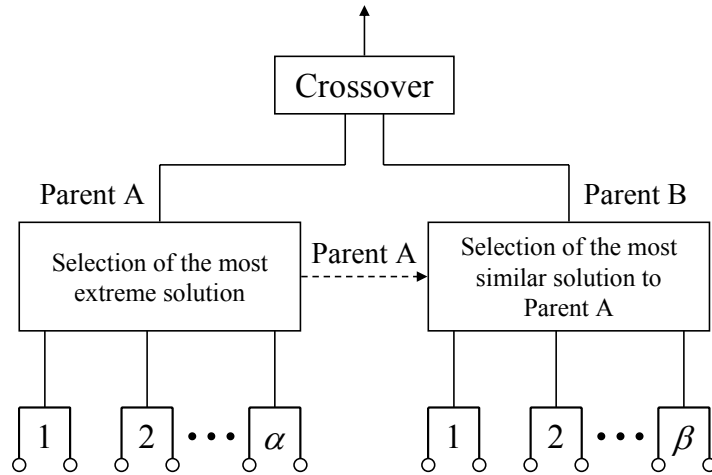 Crossover
Parent A
Parent B
Selection of the most
extreme solution
Parent A
Selection of the most
similar solution to
Parent A
1 2 ••• α
1 2 ••• β